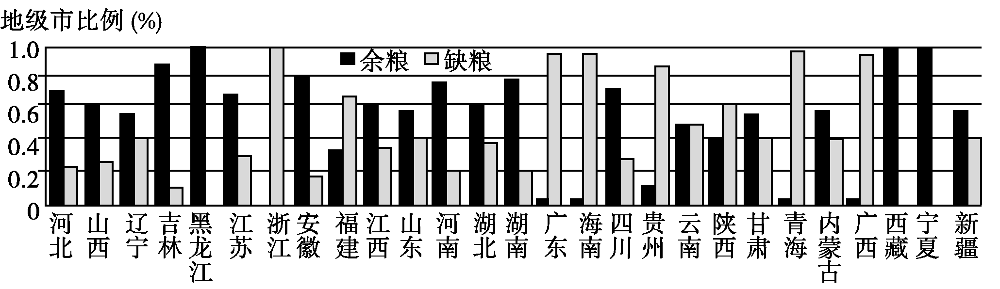 地级市比例(%)
1.0
余粮 缺粮
0.8
0.6
0.4
0.2
0
河北 山西 辽宁 吉林 黑龙江 江苏 浙江 安徽 福建 江西 山东 河南 湖北 湖南 广东 海南 四川 贵州 云南 陕西 甘肃 青海 内蒙古 广西 西藏 宁夏 新疆